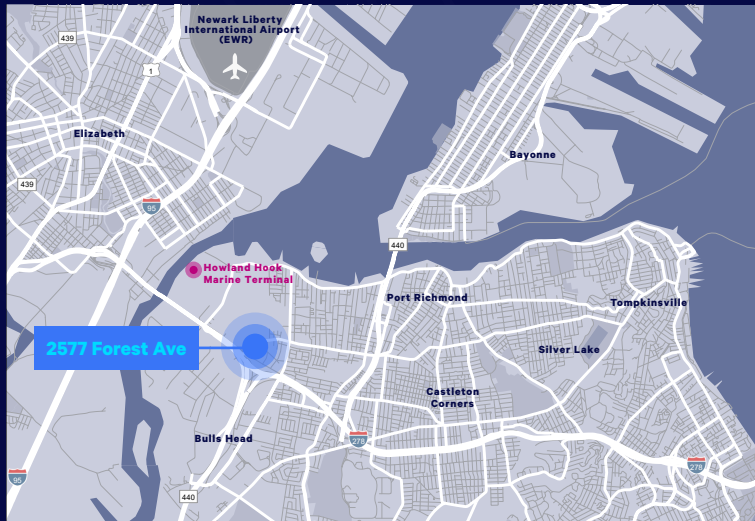 Newark Liberty
International Airport
(EWR)
439
1
Elizabeth
Bayonne
439
95
440
Howland Hook
Marine Terminal
Port Richmond
Tompkinsville
2577 Forest Ave
Silver Lake
Castleton
Corners
Bulls Head
278
278
95
440